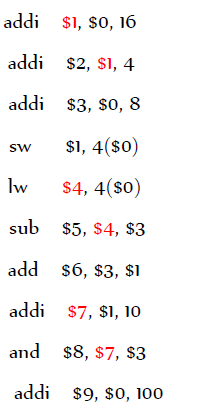 addi $1, $0, 16
addi $2, $1, 4
addi $3, $0, 8
sw $1, 4($0)
lw $4, 4($0)
sub $5, $4, $3
add $6, $3, $1
addi $7, $1, 10
and $8, $7, $3
addi $9, $0, 100